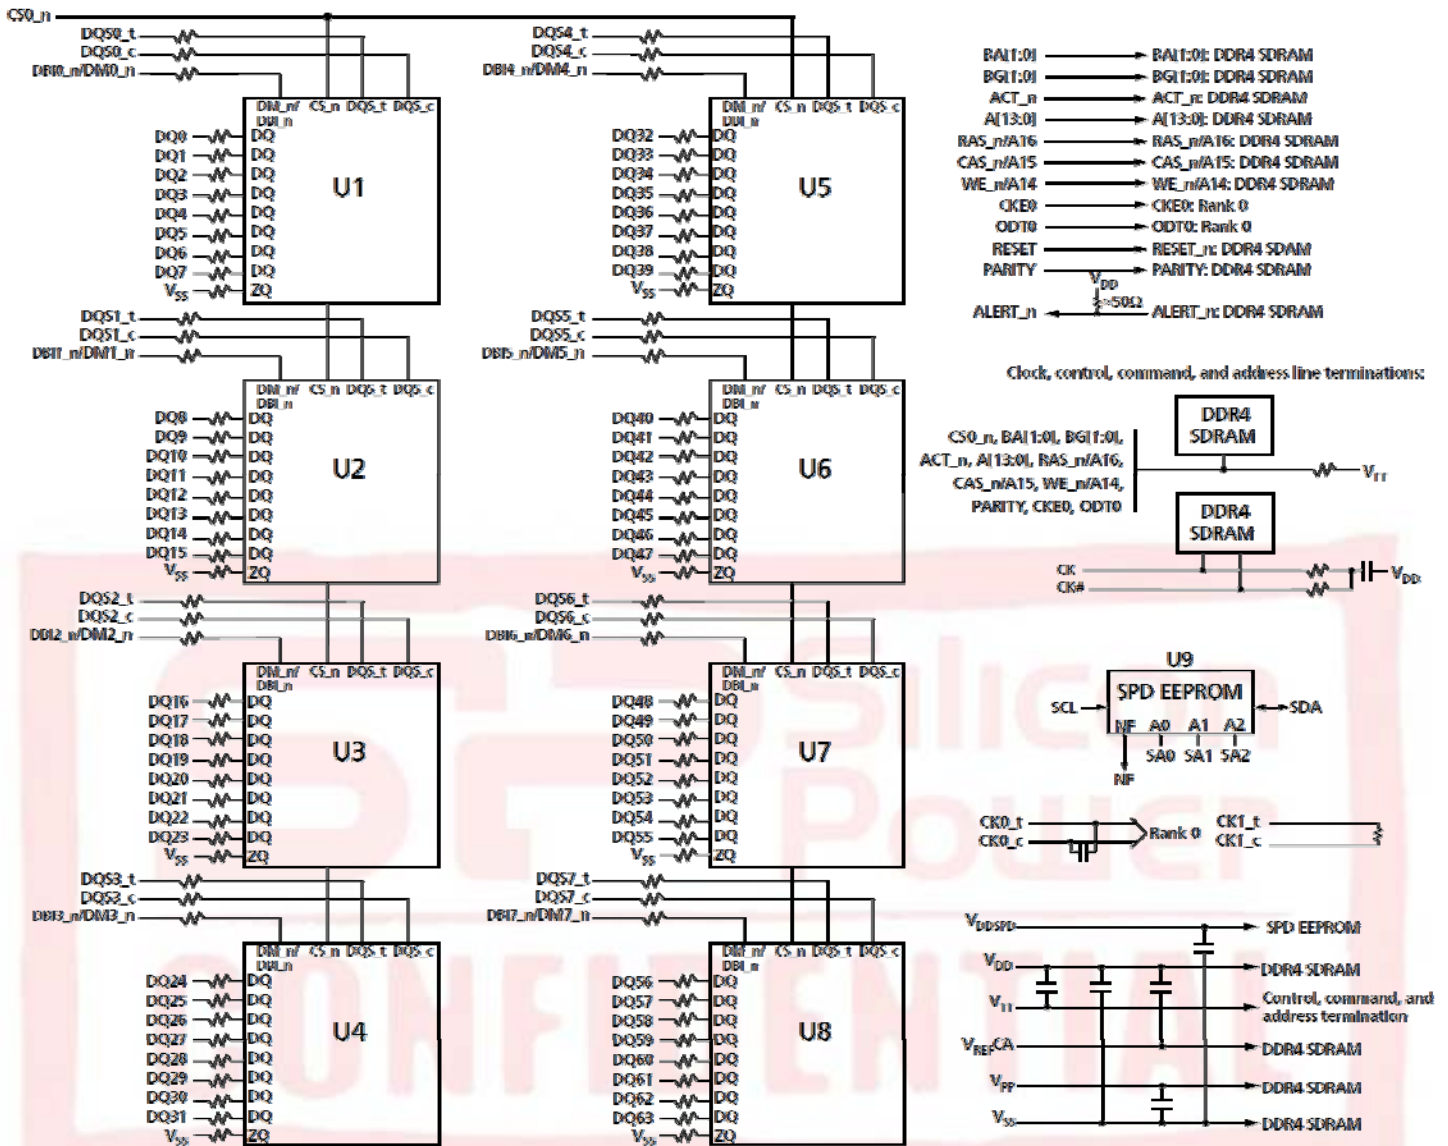 CS0_n
DQS0_t
DQS0_c
DBI0_n/DM0_n
DM_n/ CS_n DQS_t DQS_c
DBI_n
DQ0 DQ
DQ1 DQ
DQ2 DQ
DQ3 DQ
DQ4 DQ
DQ5 DQ
DQ6 DQ
DQ7 DQ
VSS ZQ
U1
DQS1_t
DQS1_c
DBI1_n/DM1_n
DM_n/ CS_n DQS_t DQS_c
DBI_n
DQ8 DQ
DQ9 DQ
DQ10 DQ
DQ11 DQ
DQ12 DQ
DQ13 DQ
DQ14 DQ
DQ15 DQ
VSS ZQ
U2
DQS2_t
DQS2_c
DBI2_n/DM2_n
DM_n/ CS_n DQS_t DQS_c
DBI_n
DQ16 DQ
DQ17 DQ
DQ18 DQ
DQ19 DQ
DQ20 DQ
DQ21 DQ
DQ22 DQ
DQ23 DQ
VSS ZQ
U3
DQS3_t
DQS3_c
DBI3_n/DM3_n
DM_n/ CS_n DQS_t DQS_c
DBI_n
DQ24 DQ
DQ25 DQ
DQ26 DQ
DQ27 DQ
DQ28 DQ
DQ29 DQ
DQ30 DQ
DQ31 DQ
VSS ZQ
U4
DQS4_t
DQS4_c
DBI4_n/DM4_n
DM_n/ CS_n DQS_t DQS_c
DBI_n
DQ32 DQ
DQ33 DQ
DQ34 DQ
DQ35 DQ
DQ36 DQ
DQ37 DQ
DQ38 DQ
DQ39 DQ
VSS ZQ
U5
DQS5_t
DQS5_c
DBI5_n/DM5_n
DM_n/ CS_n DQS_t DQS_c
DBI_n
DQ40 DQ
DQ41 DQ
DQ42 DQ
DQ43 DQ
DQ44 DQ
DQ45 DQ
DQ46 DQ
DQ47 DQ
VSS ZQ
U6
DQS6_t
DQS6_c
DBI6_n/DM6_n
DM_n/ CS_n DQS_t DQS_c
DBI_n
DQ48 DQ
DQ49 DQ
DQ50 DQ
DQ51 DQ
DQ52 DQ
DQ53 DQ
DQ54 DQ
DQ55 DQ
VSS ZQ
U7
DQS7_t
DQS7_c
DBI7_n/DM7_n
DM_n/ CS_n DQS_t DQS_c
DBI_n
DQ56 DQ
DQ57 DQ
DQ58 DQ
DQ59 DQ
DQ60 DQ
DQ61 DQ
DQ62 DQ
DQ63 DQ
VSS ZQ
U8
BA[1:0] BA[1:0]: DDR4 SDRAM
BG[1:0] BG[1:0]: DDR4 SDRAM
ACT_n ACT_n: DDR4 SDRAM
A[13:0] A[13:0]: DDR4 SDRAM
RAS_n/A16 RAS_n/A16: DDR4 SDRAM
CAS_n/A15 CAS_n/A15: DDR4 SDRAM
WE_n/A14 WE_n/A14: DDR4 SDRAM
CKE0 CKE0: Rank 0
ODT0 ODT0: Rank 0
RESET RESET_n: DDR4 SDAM
PARITY PARITY: DDR4 SDRAM
VDD
≈50Ω
ALERT_n ALERT_n: DDR4 SDRAM
Clock, control, command, and address line terminations:
DDR4
SDRAM
CS0_n, BA[1:0], BG[1:0],
ACT_n, A[13:0], RAS_n/A16,
CAS_n/A15, WE_n/A14,
PARITY, CKE0, ODT0
VTT
DDR4
SDRAM
CK
CK#
VDD
U9
SPD EEPROM
SCL SDA
NF A0 A1 A2
SA0 SA1 SA2
NF
CK0_t
CK0_c
Rank 0
CK1_t
CK1_c
VDDSPD SPD EEPROM
VDD DDR4 SDRAM
VTT Control, command, and
address termination
VREFCA DDR4 SDRAM
VPP DDR4 SDRAM
VSS DDR4 SDRAM
SP Silicon
Power
CONFIDENTIAL